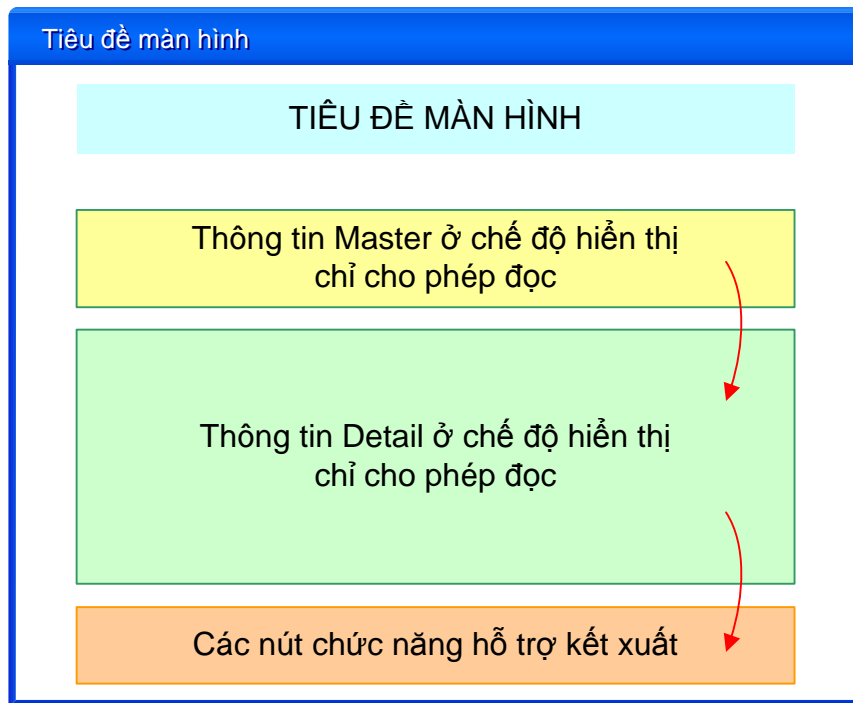 Tiêu đề màn hình
TIÊU ĐỀ MÀN HÌNH
Thông tin Master ở chế độ hiển thị
chỉ cho phép đọc
Thông tin Detail ở chế độ hiển thị
chỉ cho phép đọc
Các nút chức năng hỗ trợ kết xuất